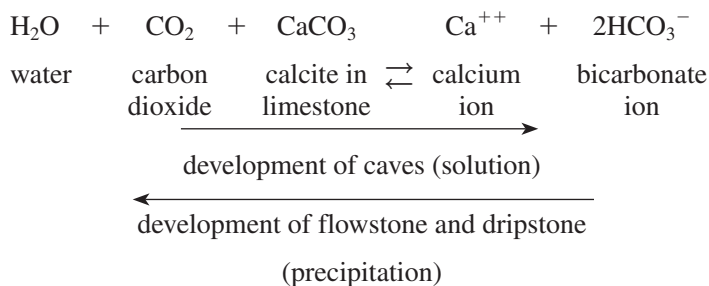 H₂O + CO₂ + CaCO₃ Ca⁺⁺ + 2HCO₃⁻
water carbon calcite in ⇄ calcium bicarbonate
dioxide limestone ion ion
development of caves (solution)
development of flowstone and dripstone
(precipitation)